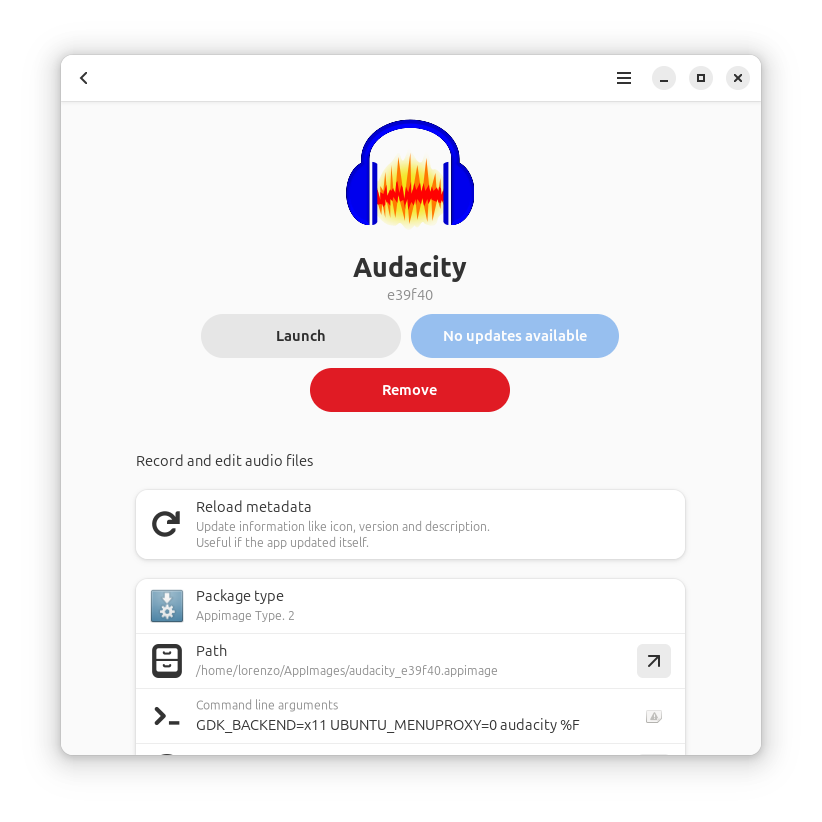 Audacity
e39f40
Launch
No updates available
Remove
Record and edit audio files
Reload metadata
Update information like icon, version and description.
Useful if the app updated itself.
Package type
Appimage Type. 2
Path
/home/lorenzo/AppImages/audacity_e39f40.appimage
Command line arguments
GDK_BACKEND=x11 UBUNTU_MENUPROXY=0 audacity %F